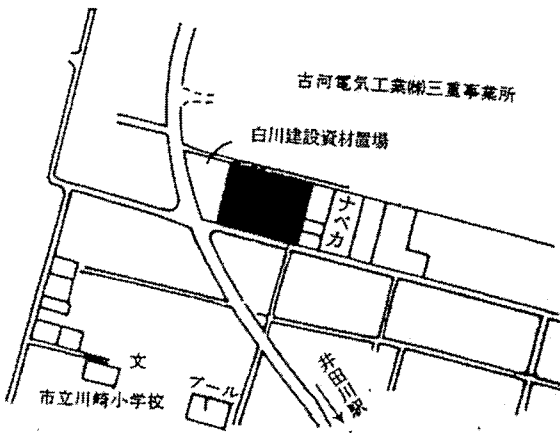 古河電気工業㈱三重事業所
白川建設資材置場
ナベカ
井田川駅
文
プール
市立川崎小学校